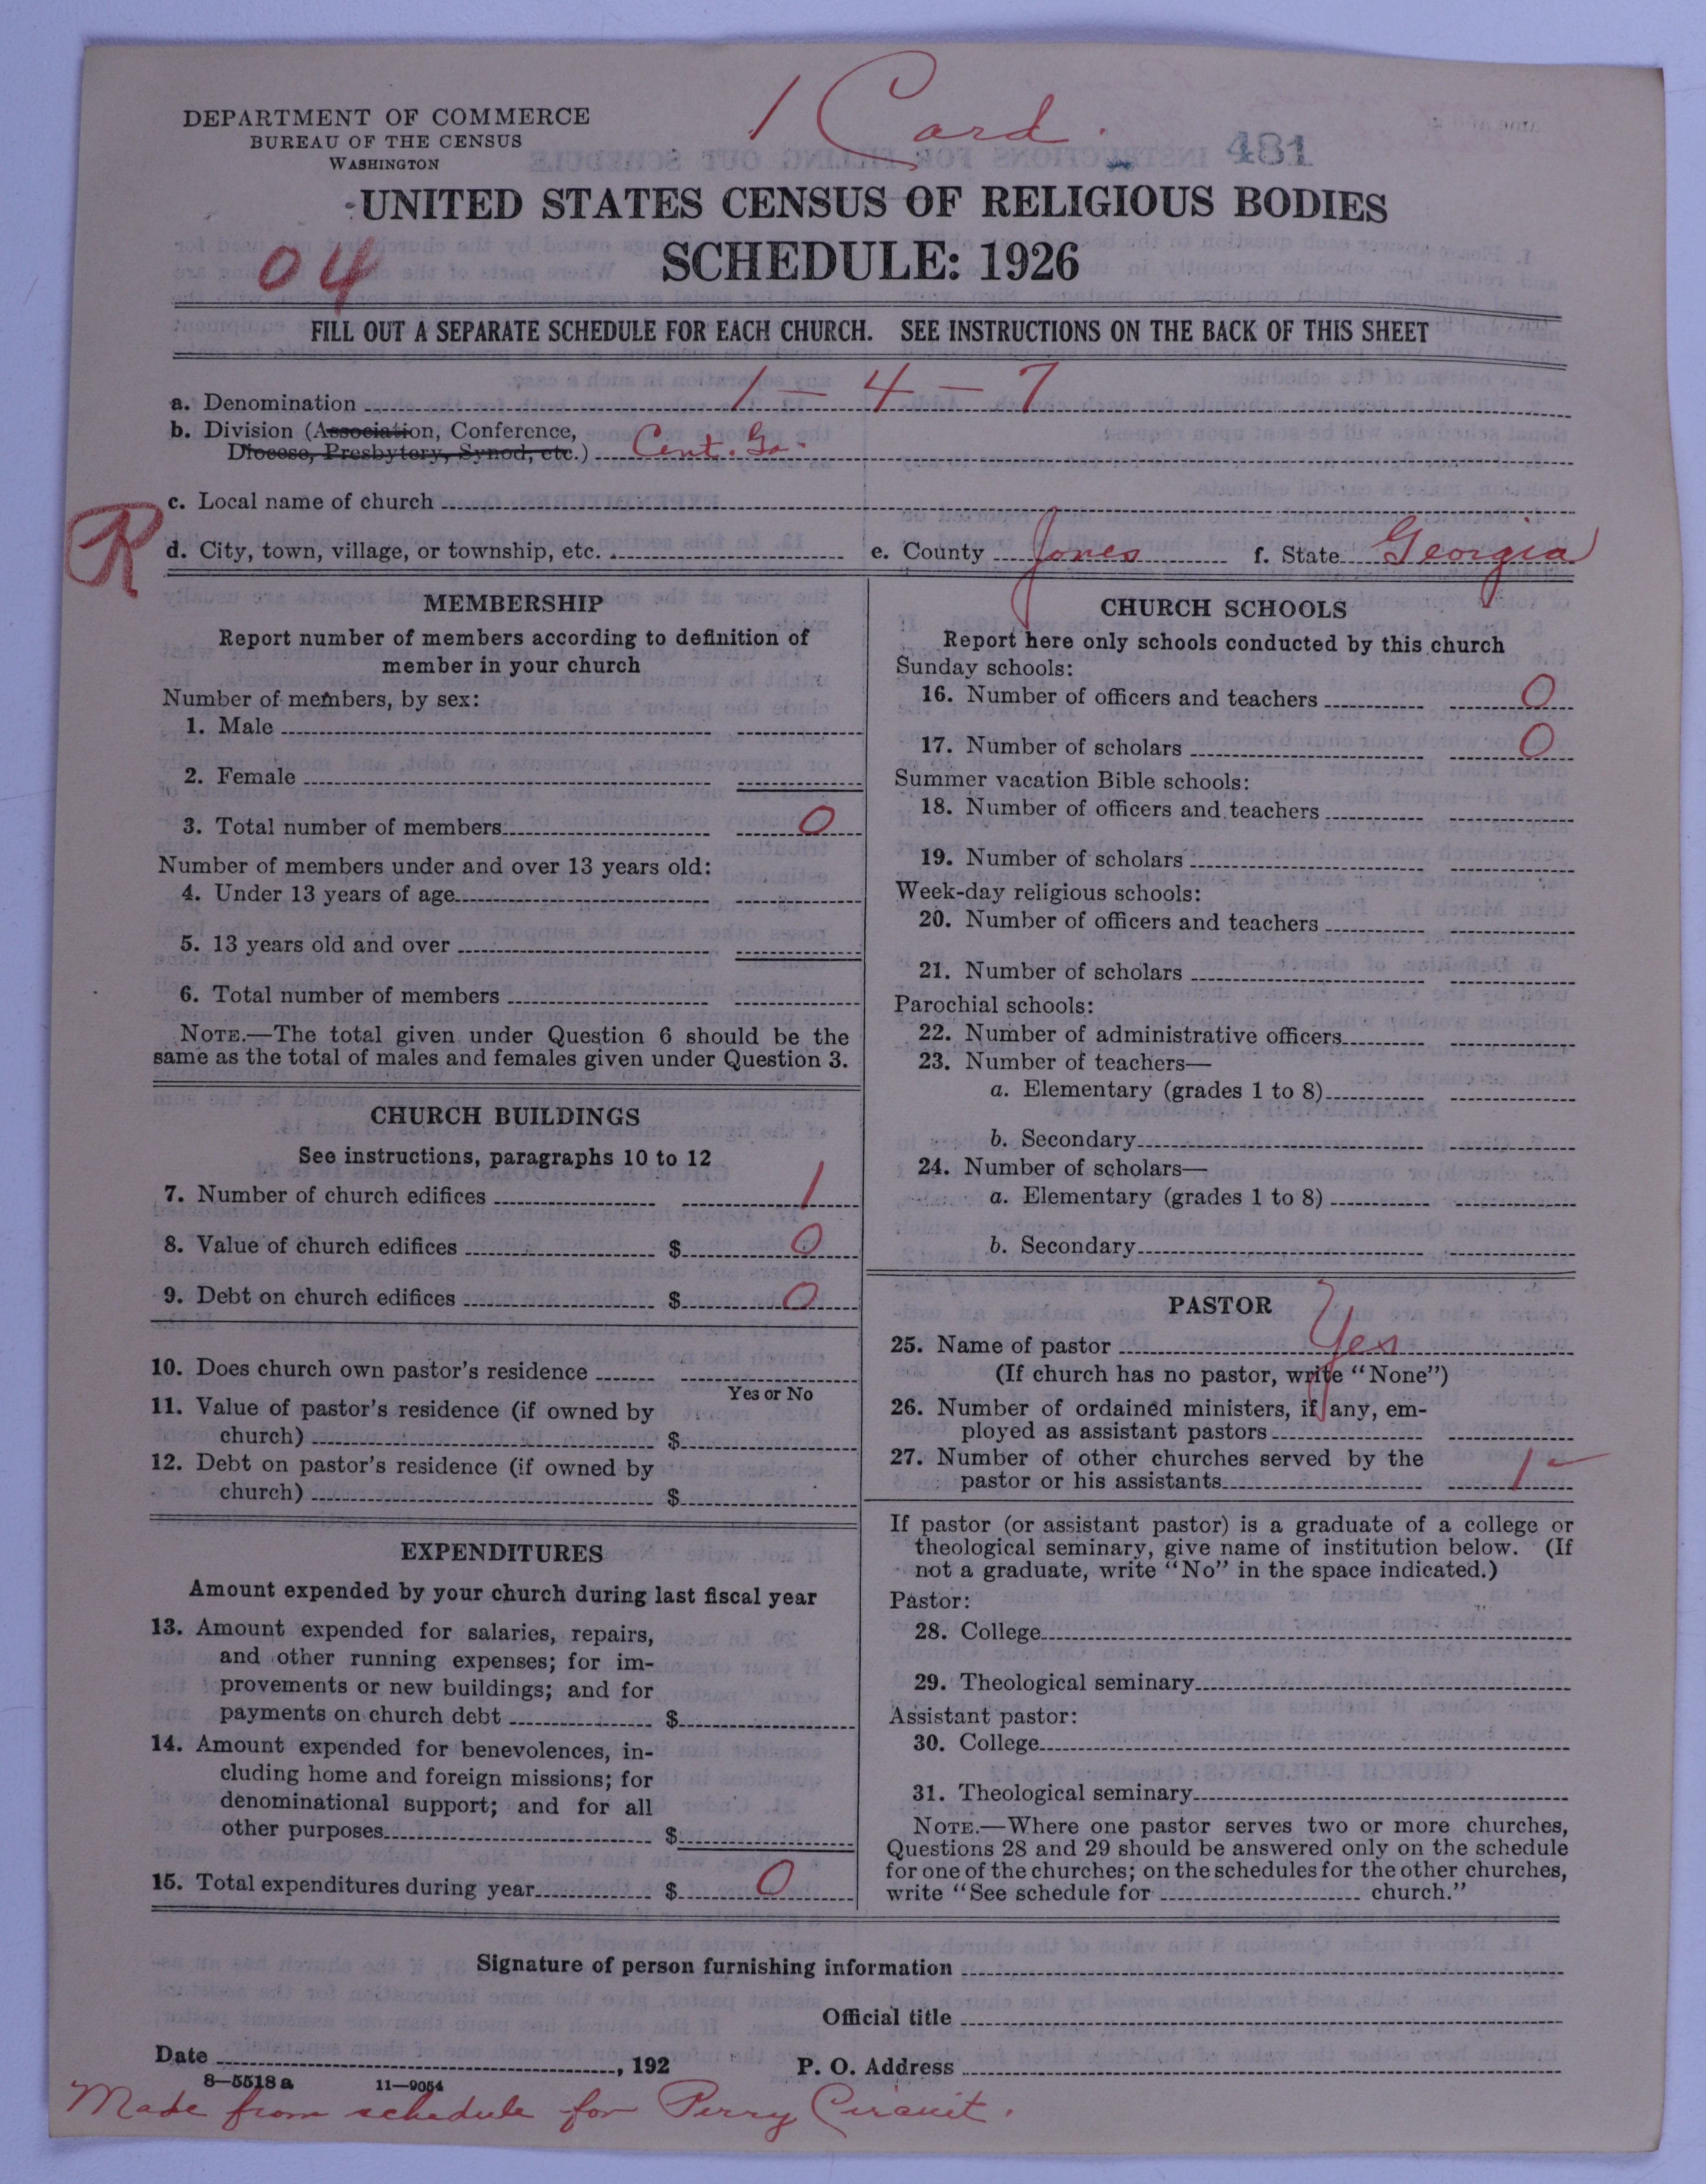 1 Card.
DEPARTMENT OF COMMERCE
BUREAU OF THE CENSUS
WASHINGTON
481
UNITED STATES CENSUS OF RELIGIOUS BODIES
SCHEDULE: 1926
04
FILL OUT A SEPARATE SCHEDULE FOR EACH CHURCH. SEE INSTRUCTIONS ON THE BACK OF THIS SHEET
a. Denomination 1 – 4 – 7
b. Division (Association, Conference,
Diocese, Presbytery, Synod, etc.) Cent. Ga.
c. Local name of church
R
d. City, town, village, or township, etc. e. County Jones f. State Georgia
MEMBERSHIP
Report number of members according to definition of
member in your church
Number of members, by sex:
1. Male
2. Female
3. Total number of members 0
Number of members under and over 13 years old:
4. Under 13 years of age
5. 13 years old and over
6. Total number of members
NOTE.—The total given under Question 6 should be the
same as the total of males and females given under Question 3.
CHURCH BUILDINGS
See instructions, paragraphs 10 to 12
7. Number of church edifices 1
8. Value of church edifices $ 0
9. Debt on church edifices $ 0
10. Does church own pastor's residence
Yes or No
11. Value of pastor's residence (if owned by
church) $
12. Debt on pastor's residence (if owned by
church) $
EXPENDITURES
Amount expended by your church during last fiscal year
13. Amount expended for salaries, repairs,
and other running expenses; for im-
provements or new buildings; and for
payments on church debt $
14. Amount expended for benevolences, in-
cluding home and foreign missions; for
denominational support; and for all
other purposes $
15. Total expenditures during year $ 0
CHURCH SCHOOLS
Report here only schools conducted by this church
Sunday schools:
16. Number of officers and teachers 0
17. Number of scholars 0
Summer vacation Bible schools:
18. Number of officers and teachers
19. Number of scholars
Week-day religious schools:
20. Number of officers and teachers
21. Number of scholars
Parochial schools:
22. Number of administrative officers
23. Number of teachers—
a. Elementary (grades 1 to 8)
b. Secondary
24. Number of scholars—
a. Elementary (grades 1 to 8)
b. Secondary
PASTOR
25. Name of pastor Yes
(If church has no pastor, write "None")
26. Number of ordained ministers, if any, em-
ployed as assistant pastors
27. Number of other churches served by the
pastor or his assistants 1 -
If pastor (or assistant pastor) is a graduate of a college or
theological seminary, give name of institution below. (If
not a graduate, write "No" in the space indicated.)
Pastor:
28. College
29. Theological seminary
Assistant pastor:
30. College
31. Theological seminary
NOTE.—Where one pastor serves two or more churches,
Questions 28 and 29 should be answered only on the schedule
for one of the churches; on the schedules for the other churches,
write "See schedule for church."
Signature of person furnishing information
Official title
Date , 192 P. O. Address
8—5518 a 11—9054
Made from schedule for Perry Circuit.